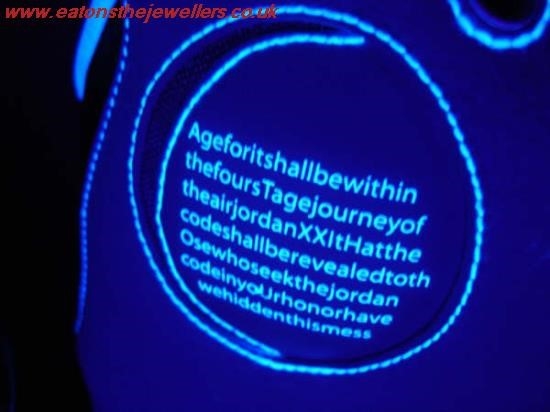 www.eatonsthejewellers.co.uk
Ageforitshallbewithin
thefoursTagejourneyof
theairjordanXXItHatthe
codeshallberevealedtoth
Osewhoseekthejordan
codeinyoUrhonorhave
wehiddenthismess